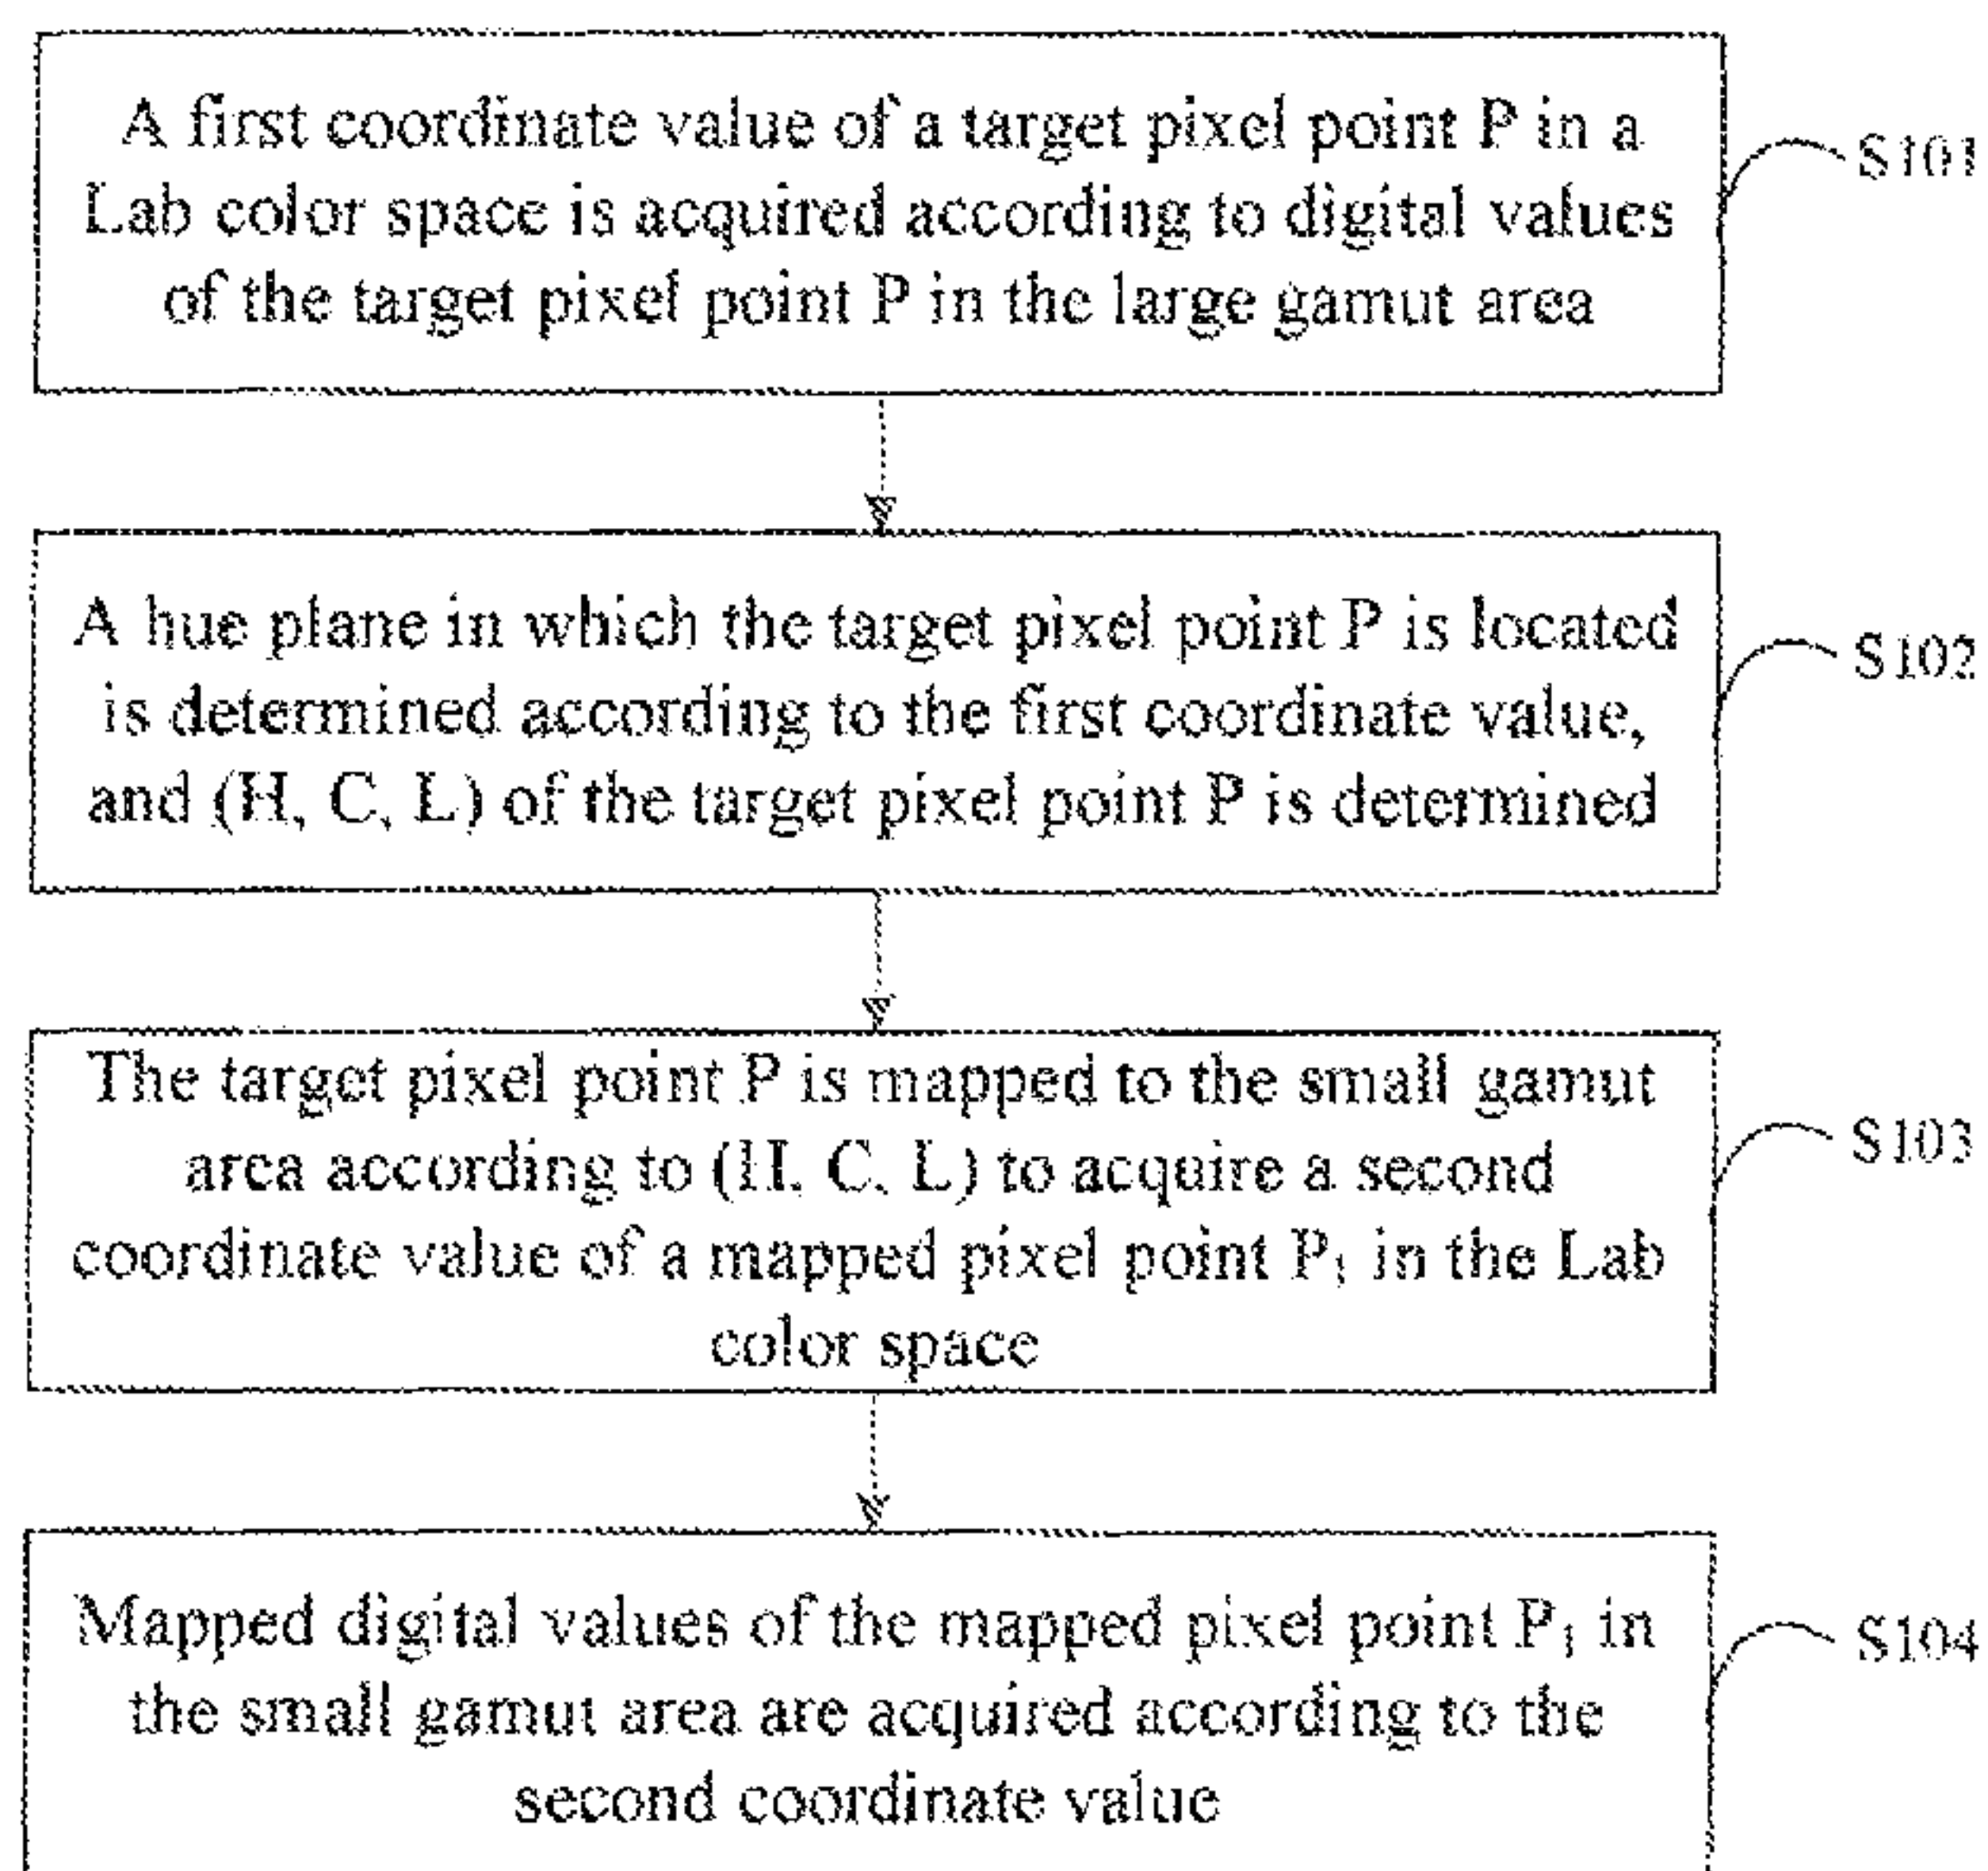 A first coordinate value of a target pixel point P in a
Lab color space is acquired according to digital values
of the target pixel point P in the large gamut area
S101
A hue plane in which the target pixel point P is located
is determined according to the first coordinate value,
and (H, C, L) of the target pixel point P is determined
S102
The target pixel point P is mapped to the small gamut
area according to (H, C, L) to acquire a second
coordinate value of a mapped pixel point P₁ in the Lab
color space
S103
Mapped digital values of the mapped pixel point P₁ in
the small gamut area are acquired according to the
second coordinate value
S104